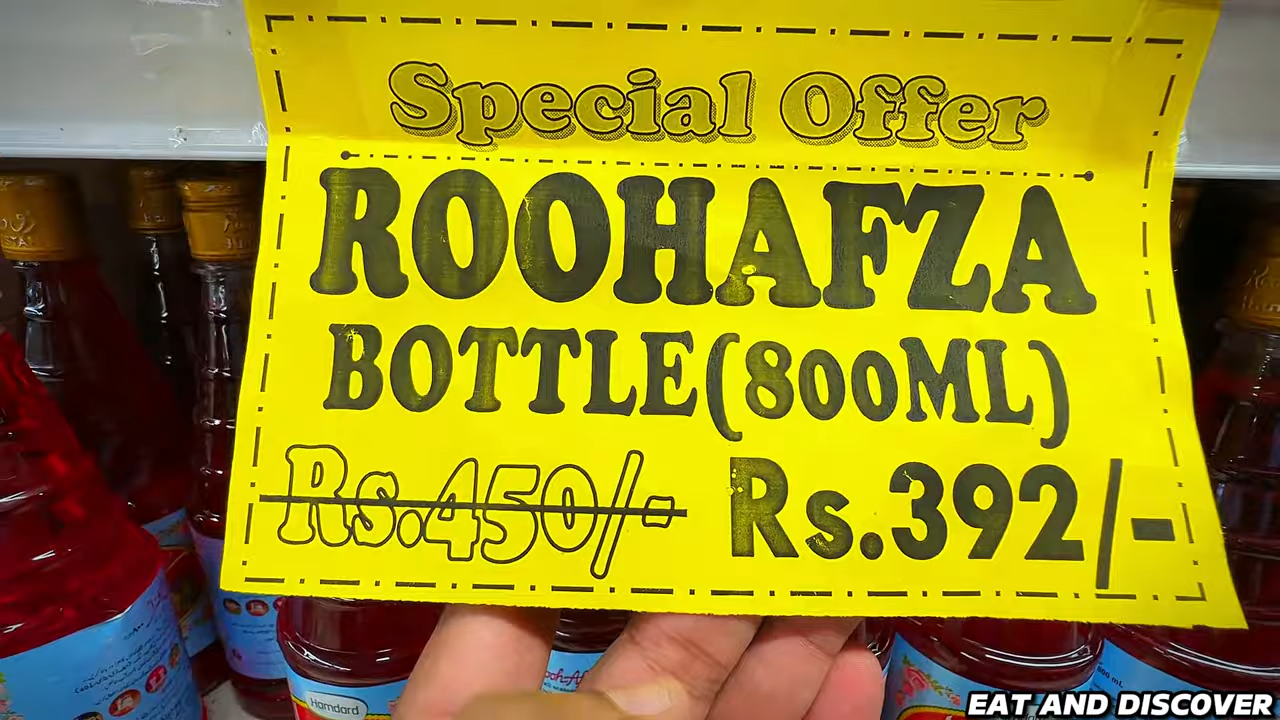 Special Offer
ROOHAFZA
BOTTLE(800ML)
Rs.450/- Rs.392/-
Hamdard
EAT AND DISCOVER